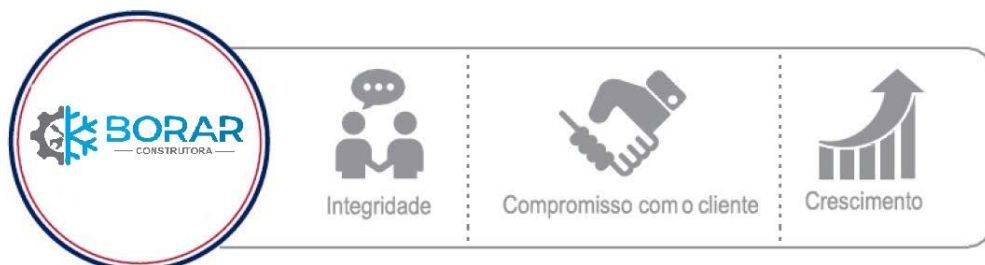 BORAR
CONSTRUTORA
Integridade
Compromisso com o cliente
Crescimento